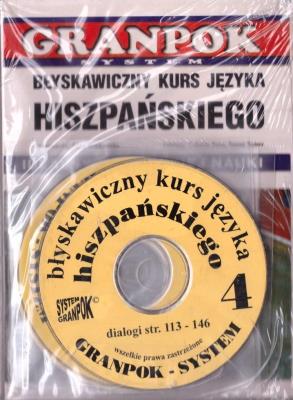 GRANPOK
SYSTEM
BŁYSKAWICZNY KURS JĘZYKA
HISZPAŃSKIEGO
NAUKI
błyskawiczny kurs języka
hiszpańskiego
4
SYSTEM
GRANPOK
©
dialogi str. 113 - 146
wszelkie prawa zastrzeżone
GRANPOK - SYSTEM